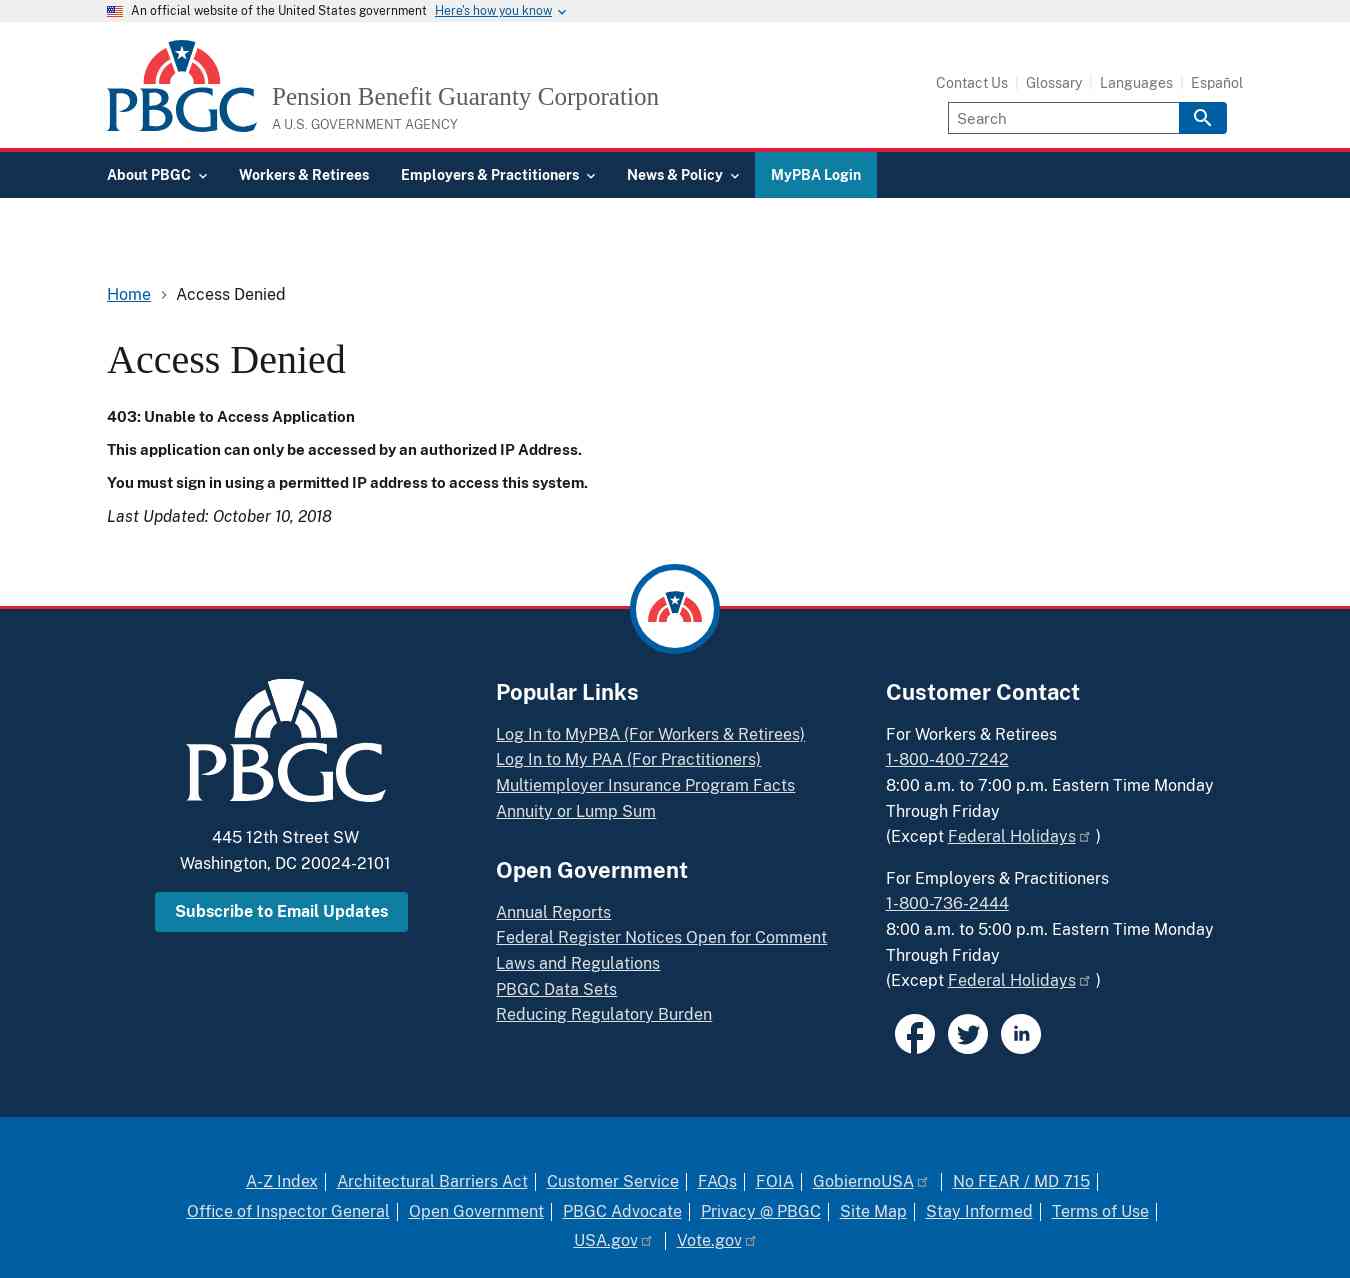 An official website of the United States government Here's how you know
PBGC
Pension Benefit Guaranty Corporation
A U.S. GOVERNMENT AGENCY
Contact Us Glossary Languages Español
Search
About PBGC Workers & Retirees Employers & Practitioners News & Policy MyPBA Login
Home Access Denied
Access Denied
403: Unable to Access Application
This application can only be accessed by an authorized IP Address.
You must sign in using a permitted IP address to access this system.
Last Updated: October 10, 2018
PBGC
445 12th Street SW
Washington, DC 20024-2101
Subscribe to Email Updates
Popular Links
Log In to MyPBA (For Workers & Retirees)
Log In to My PAA (For Practitioners)
Multiemployer Insurance Program Facts
Annuity or Lump Sum
Open Government
Annual Reports
Federal Register Notices Open for Comment
Laws and Regulations
PBGC Data Sets
Reducing Regulatory Burden
Customer Contact
For Workers & Retirees
1-800-400-7242
8:00 a.m. to 7:00 p.m. Eastern Time Monday
Through Friday
(Except Federal Holidays )
For Employers & Practitioners
1-800-736-2444
8:00 a.m. to 5:00 p.m. Eastern Time Monday
Through Friday
(Except Federal Holidays )
in
A-Z Index Architectural Barriers Act Customer Service FAQs FOIA GobiernoUSA No FEAR / MD 715
Office of Inspector General Open Government PBGC Advocate Privacy @ PBGC Site Map Stay Informed Terms of Use
USA.gov Vote.gov